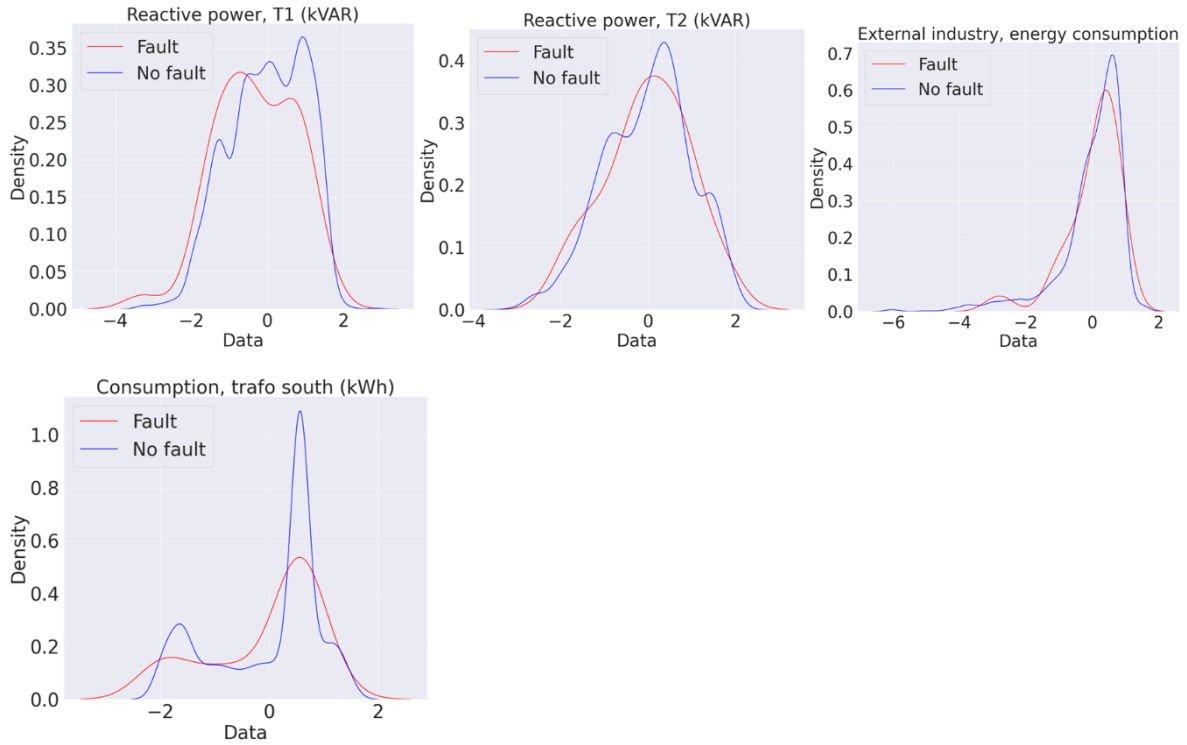 Reactive power, T1 (kVAR)
Fault
No fault
0.35
0.30
0.25
0.20
0.15
0.10
0.05
0.00
Density
−4
−2
0
2
Data
Reactive power, T2 (kVAR)
Fault
No fault
0.4
0.3
0.2
0.1
0.0
Density
−4
−3
−2
−1
0
1
2
Data
External industry, energy consumption
Fault
No fault
0.7
0.6
0.5
0.4
0.3
0.2
0.1
0.0
Density
−6
−4
−2
0
2
Data
Consumption, trafo south (kWh)
Fault
No fault
1.0
0.8
0.6
0.4
0.2
0.0
Density
−2
0
2
Data